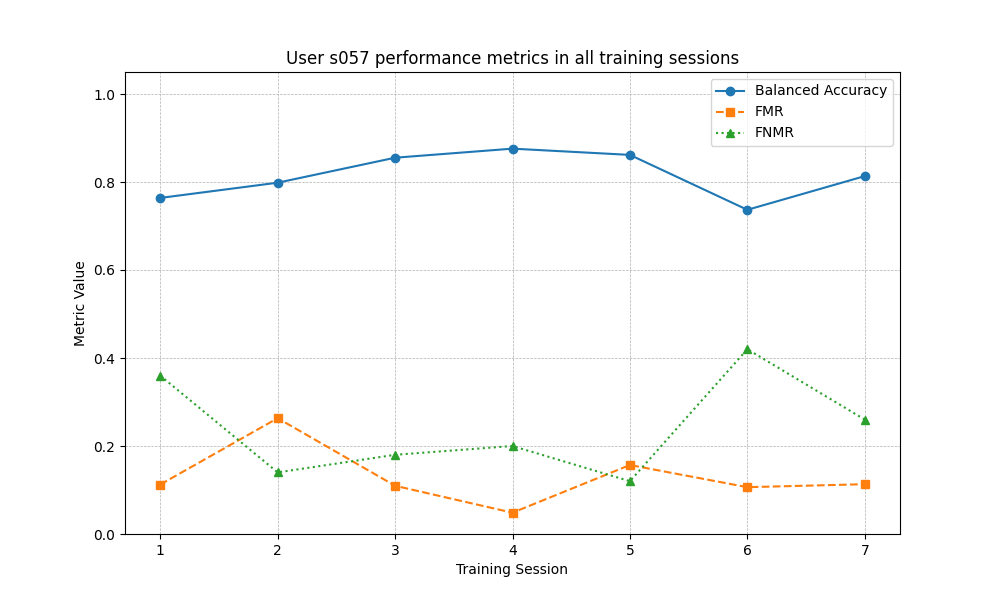 User s057 performance metrics in all training sessions
Balanced Accuracy
FMR
FNMR
Metric Value
1.0
0.8
0.6
0.4
0.2
0.0
1 2 3 4 5 6 7
Training Session